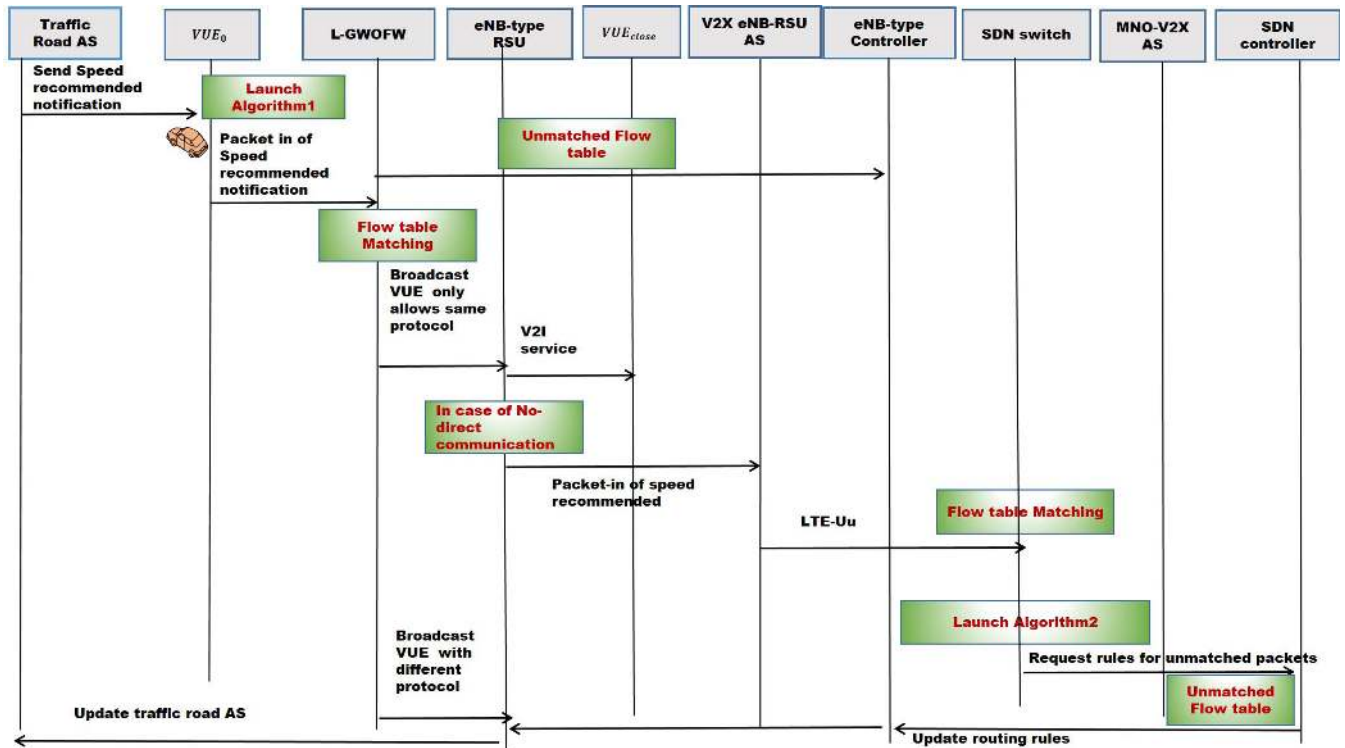 Traffic
Road AS
VUE₀
L-GWOFW
eNB-type
RSU
VUE_close
V2X eNB-RSU
AS
eNB-type
Controller
SDN switch
MNO-V2X
AS
SDN
controller
Send Speed
recommended
notification
Launch
Algorithm1
Packet in of
Speed
recommended
notification
Unmatched Flow
table
Flow table
Matching
Broadcast
VUE only
allows same
protocol
V2I
service
In case of No-
direct
communication
Packet-in of speed
recommended
LTE-Uu
Flow table Matching
Launch Algorithm2
Broadcast
VUE with
different
protocol
Request rules for unmatched packets
Unmatched
Flow table
Update traffic road AS
Update routing rules